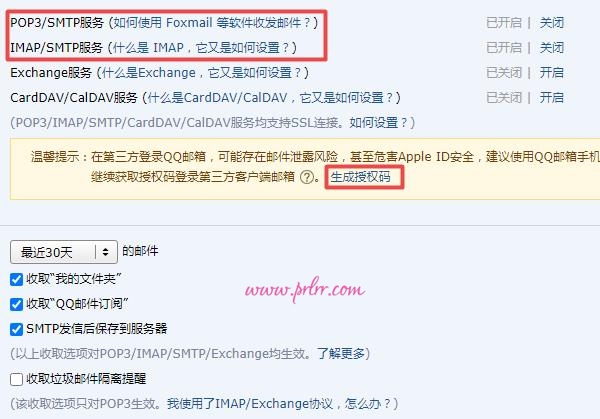 POP3/SMTP服务 (如何使用 Foxmail 等软件收发邮件？) 已开启 | 关闭
IMAP/SMTP服务 (什么是 IMAP，它又是如何设置？) 已开启 | 关闭
Exchange服务 (什么是Exchange，它又是如何设置？) 已关闭 | 开启
CardDAV/CalDAV服务 (什么是CardDAV/CalDAV，它又是如何设置？) 已关闭 | 开启
(POP3/IMAP/SMTP/CardDAV/CalDAV服务均支持SSL连接。如何设置？)
温馨提示：在第三方登录QQ邮箱，可能存在邮件泄露风险，甚至危害Apple ID安全，建议使用QQ邮箱手机
继续获取授权码登录第三方客户端邮箱 ?。生成授权码
最近30天 的邮件
收取“我的文件夹”
收取“QQ邮件订阅”
www.prlrr.com
SMTP发信后保存到服务器
(以上收取选项对POP3/IMAP/SMTP/Exchange均生效。了解更多)
收取垃圾邮件隔离提醒
(该收取选项只对POP3生效。我使用了IMAP/Exchange协议，怎么办？)